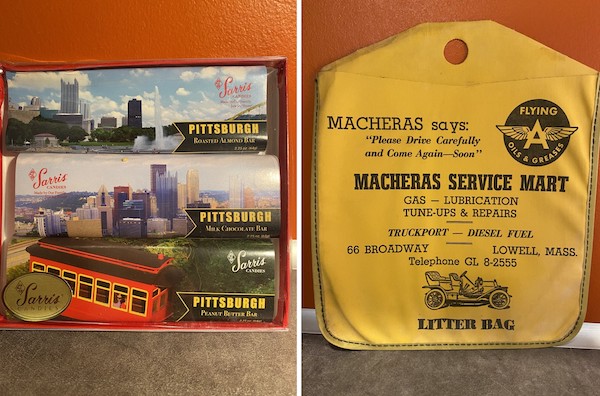 Sarris
CANDIES
PITTSBURGH
ROASTED ALMOND BAR
Sarris
CANDIES
PITTSBURGH
MILK CHOCOLATE BAR
Sarris
CANDIES
PITTSBURGH
PEANUT BUTTER BAR
Sarris
CANDIES
MACHERAS says:
"Please Drive Carefully
and Come Again—Soon"
FLYING
A
OILS & GREASES
MACHERAS SERVICE MART
GAS — LUBRICATION
TUNE-UPS & REPAIRS
TRUCKPORT — DIESEL FUEL
66 BROADWAY LOWELL, MASS.
Telephone GL 8-2555
LITTER BAG